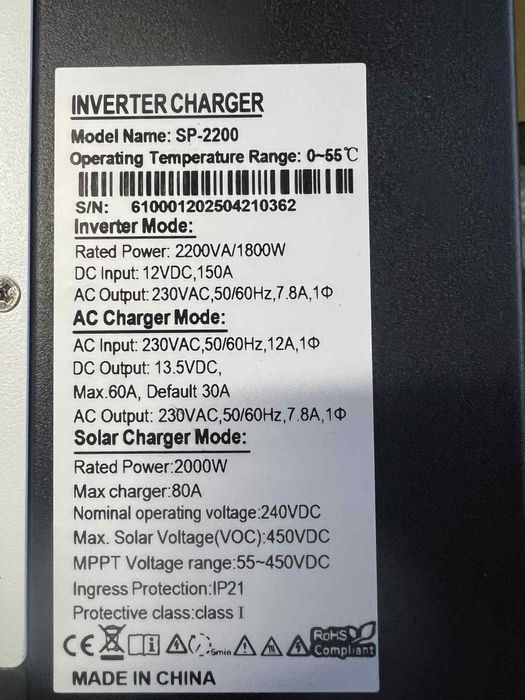 INVERTER CHARGER
Model Name: SP-2200
Operating Temperature Range: 0~55℃
S/N: 610001202504210362
Inverter Mode:
Rated Power: 2200VA/1800W
DC Input: 12VDC,150A
AC Output: 230VAC,50/60Hz,7.8A,1Φ
AC Charger Mode:
AC Input: 230VAC,50/60Hz,12A,1Φ
DC Output: 13.5VDC,
Max.60A, Default 30A
AC Output: 230VAC,50/60Hz,7.8A,1Φ
Solar Charger Mode:
Rated Power:2000W
Max charger:80A
Nominal operating voltage:240VDC
Max. Solar Voltage(VOC):450VDC
MPPT Voltage range:55~450VDC
Ingress Protection:IP21
Protective class:class I
CE 5min RoHS Compliant
MADE IN CHINA